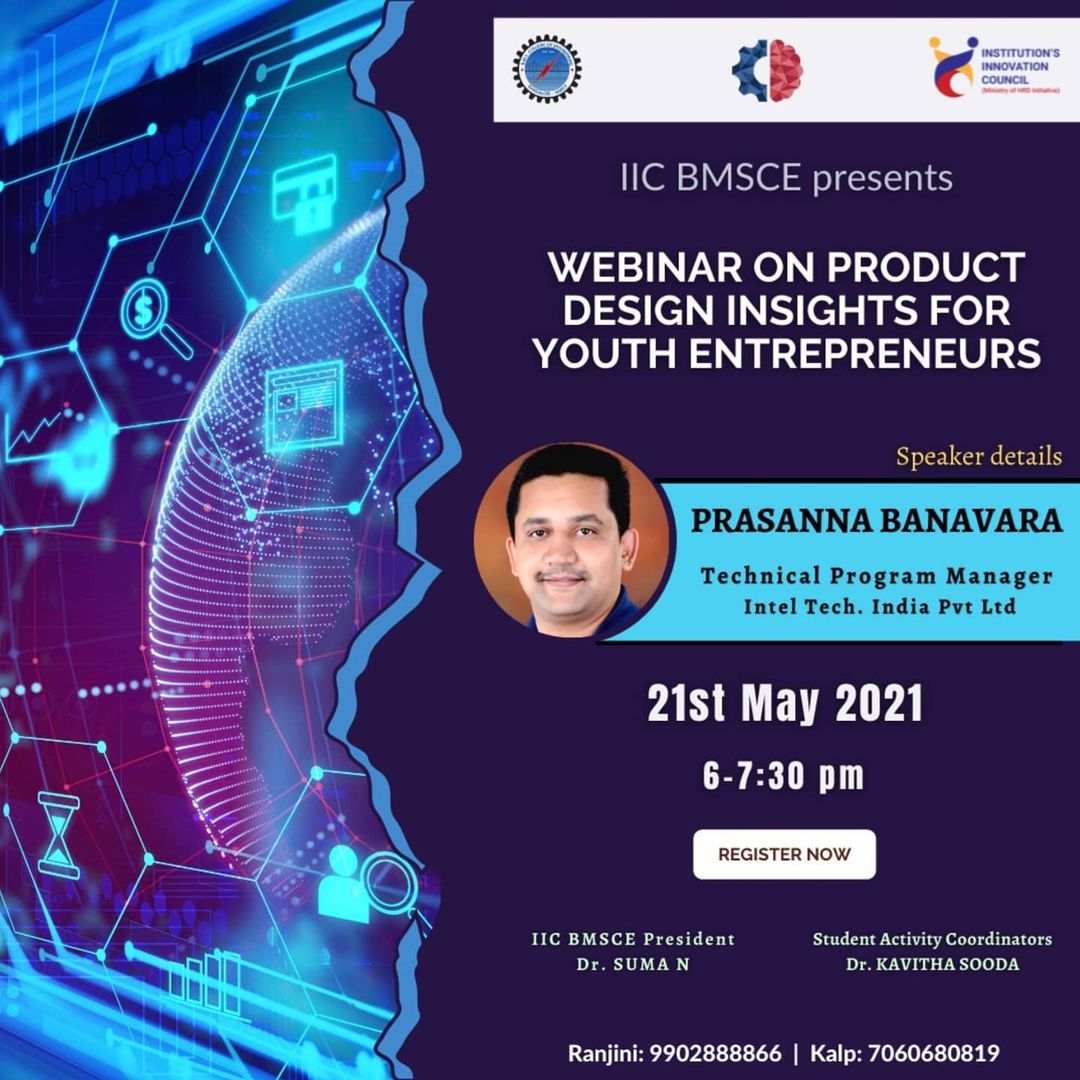 INSTITUTION'S
INNOVATION
COUNCIL
(Ministry of HRD Initiative)
IIC BMSCE presents
WEBINAR ON PRODUCT
DESIGN INSIGHTS FOR
YOUTH ENTREPRENEURS
Speaker details
PRASANNA BANAVARA
Technical Program Manager
Intel Tech. India Pvt Ltd
21st May 2021
6-7:30 pm
REGISTER NOW
IIC BMSCE President
Dr. SUMA N
Student Activity Coordinators
Dr. KAVITHA SOODA
Ranjini: 9902888866 | Kalp: 7060680819